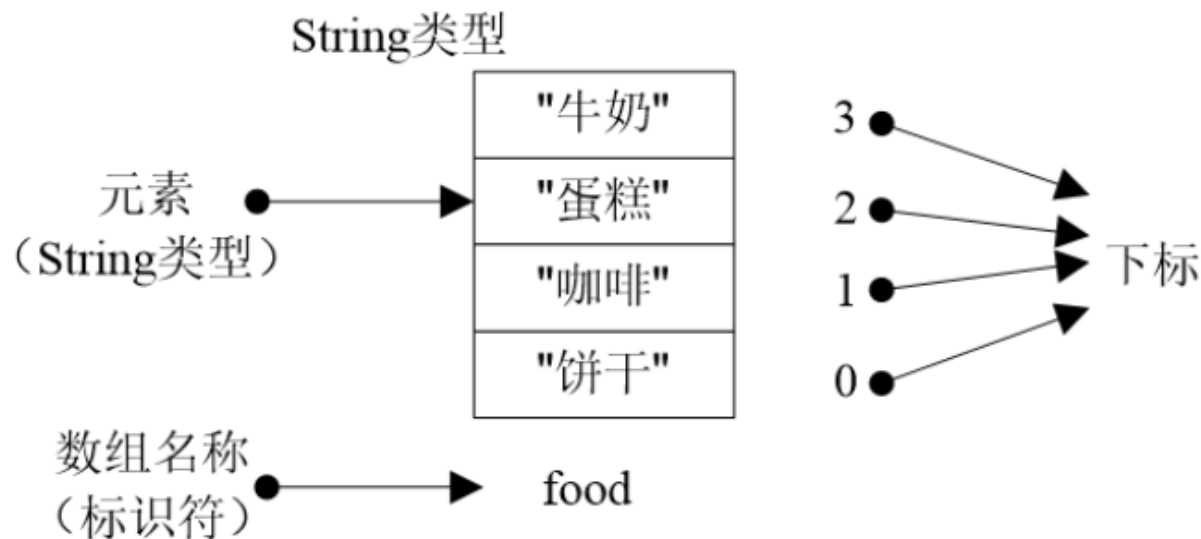 String类型
"牛奶"
3
元素
（String类型）
"蛋糕"
2
"咖啡"
1
下标
"饼干"
0
数组名称
（标识符）
food